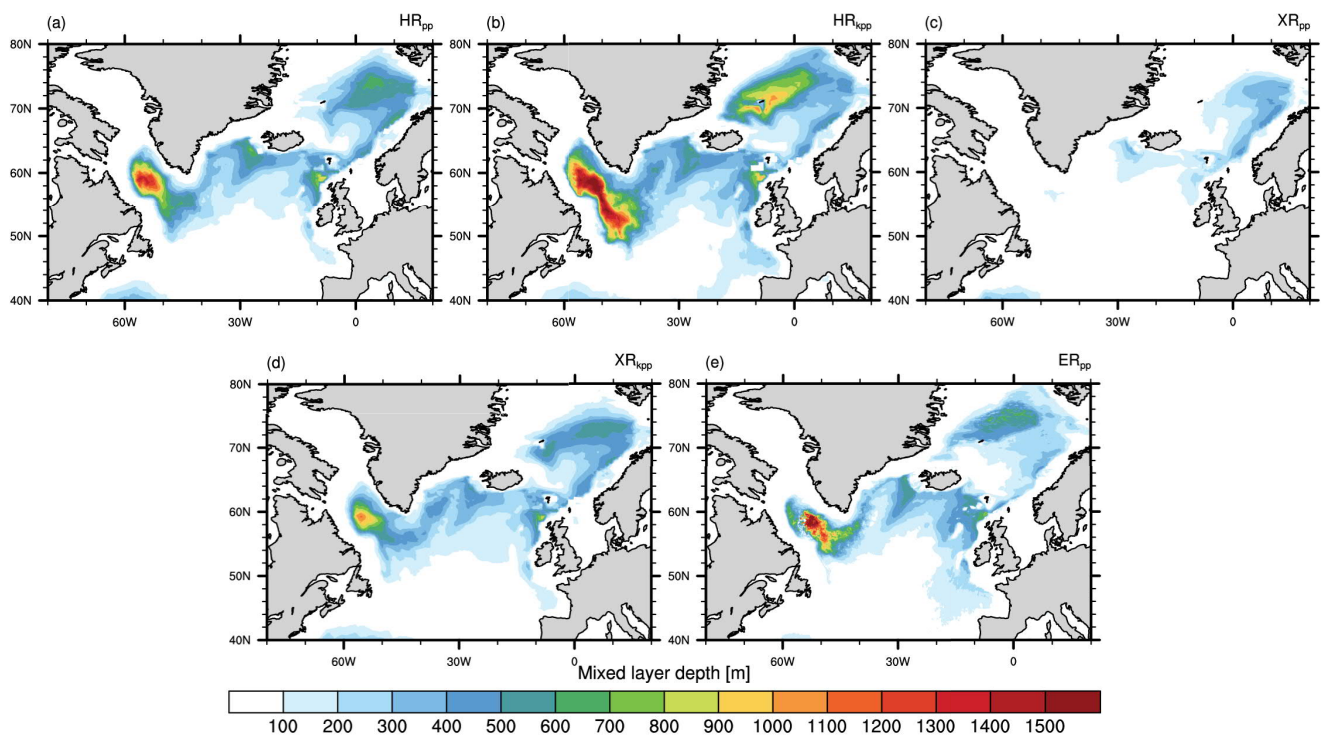 (a) HRpp (b) HRkpp (c) XRpp
80N 80N 80N
70N 70N 70N
60N 60N 60N
50N 50N 50N
40N 40N 40N
60W 30W 0 60W 30W 0 60W 30W 0
(d) XRkpp (e) ERpp
80N 80N
70N 70N
60N 60N
50N 50N
40N 40N
60W 30W 0 60W 30W 0
Mixed layer depth [m]
100 200 300 400 500 600 700 800 900 1000 1100 1200 1300 1400 1500